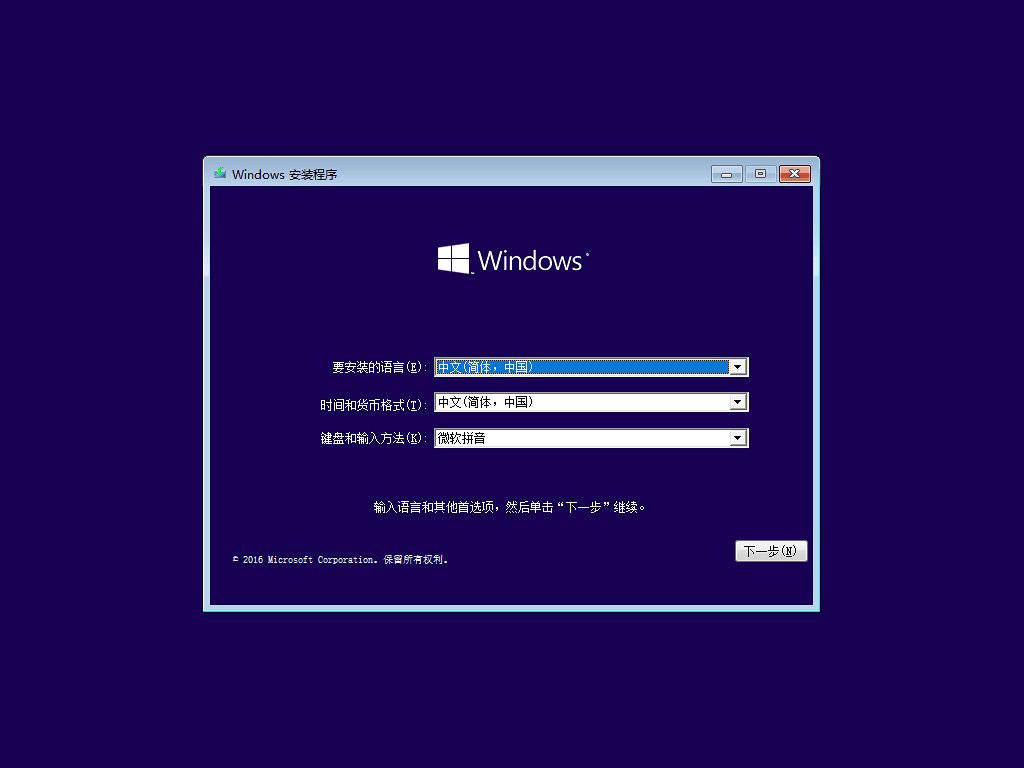 Windows 安装程序
Windows
要安装的语言(E): 中文(简体，中国)
时间和货币格式(T): 中文(简体，中国)
键盘和输入方法(K): 微软拼音
输入语言和其他首选项，然后单击“下一步”继续。
© 2016 Microsoft Corporation。保留所有权利。
下一步(N)